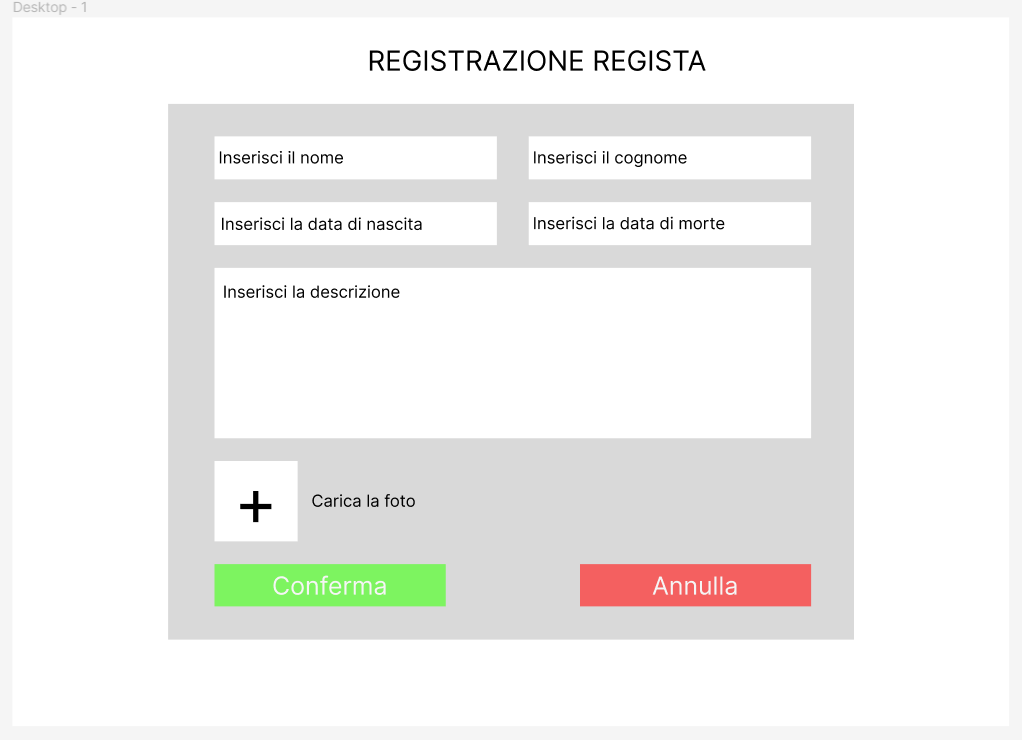 Desktop - 1
REGISTRAZIONE REGISTA
Inserisci il nome
Inserisci il cognome
Inserisci la data di nascita
Inserisci la data di morte
Inserisci la descrizione
+
Carica la foto
Conferma
Annulla